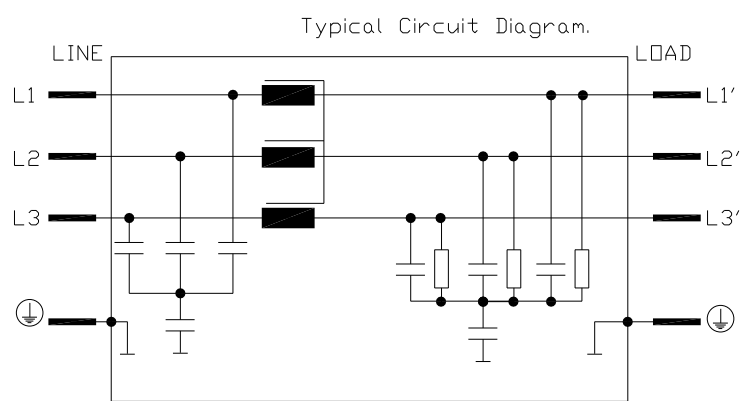 Typical Circuit Diagram.
LINE
LOAD
L1
L1'
L2
L2'
L3
L3'